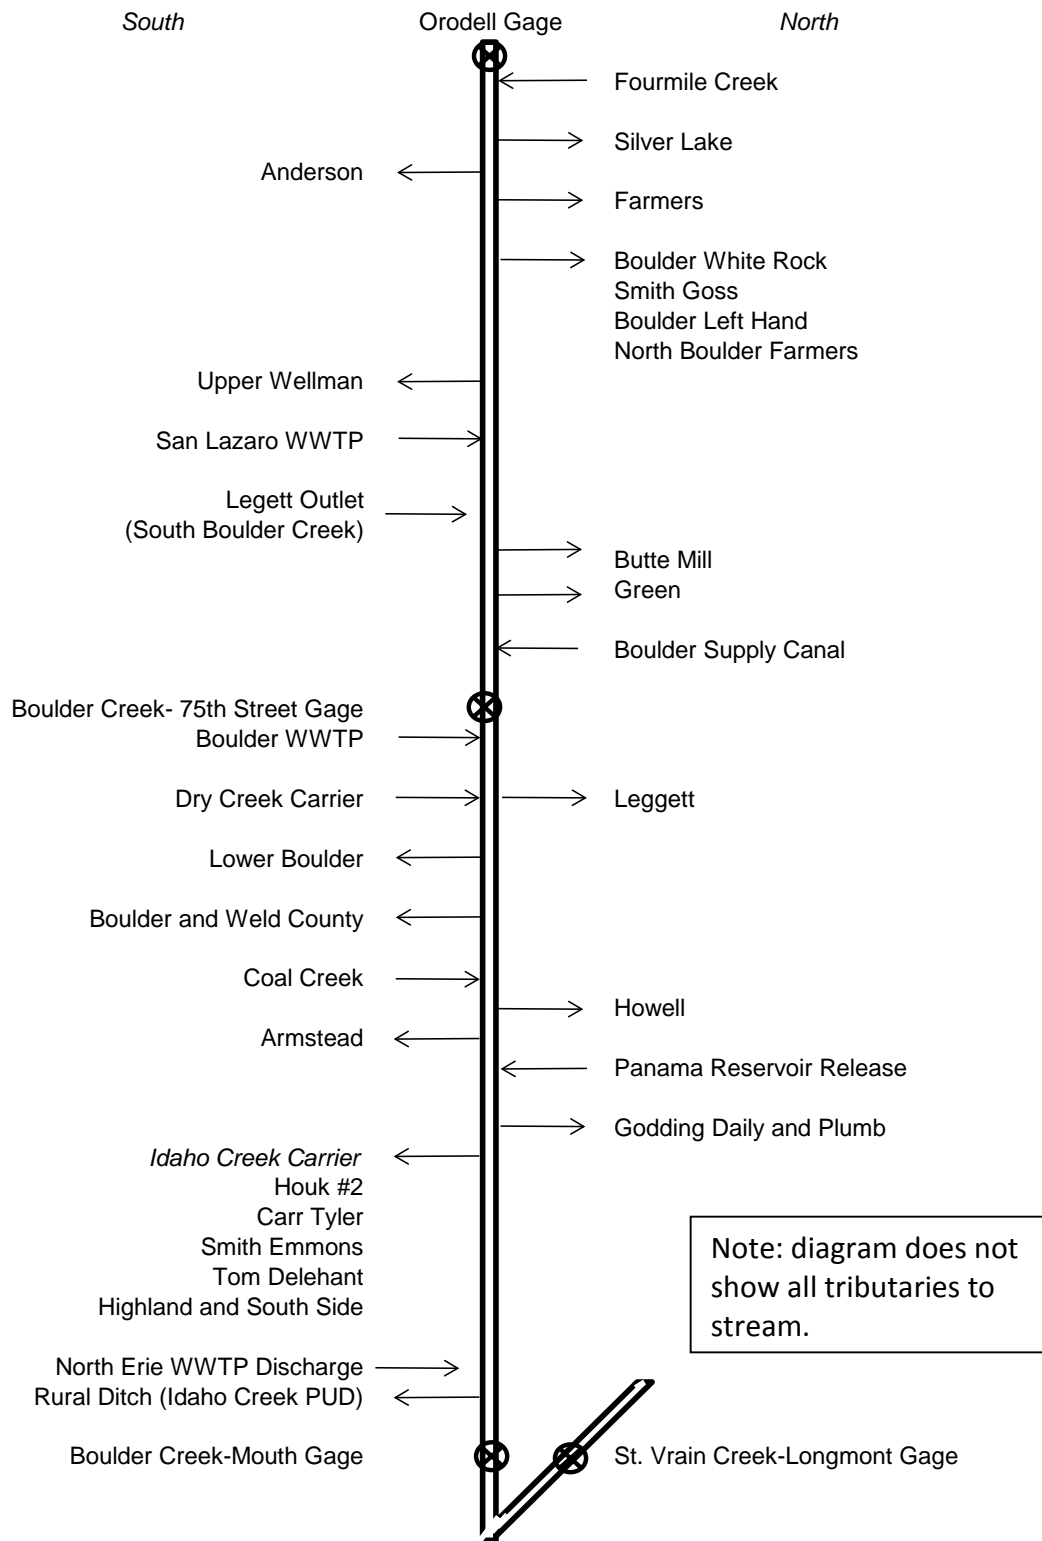 South Orodell Gage North
Fourmile Creek
Silver Lake
Anderson
Farmers
Boulder White Rock
Smith Goss
Boulder Left Hand
North Boulder Farmers
Upper Wellman
San Lazaro WWTP
Legett Outlet
(South Boulder Creek)
Butte Mill
Green
Boulder Supply Canal
Boulder Creek- 75th Street Gage
Boulder WWTP
Dry Creek Carrier Leggett
Lower Boulder
Boulder and Weld County
Coal Creek
Howell
Armstead
Panama Reservoir Release
Godding Daily and Plumb
Idaho Creek Carrier
Houk #2
Carr Tyler
Smith Emmons
Tom Delehant
Highland and South Side
Note: diagram does not
show all tributaries to
stream.
North Erie WWTP Discharge
Rural Ditch (Idaho Creek PUD)
Boulder Creek-Mouth Gage St. Vrain Creek-Longmont Gage